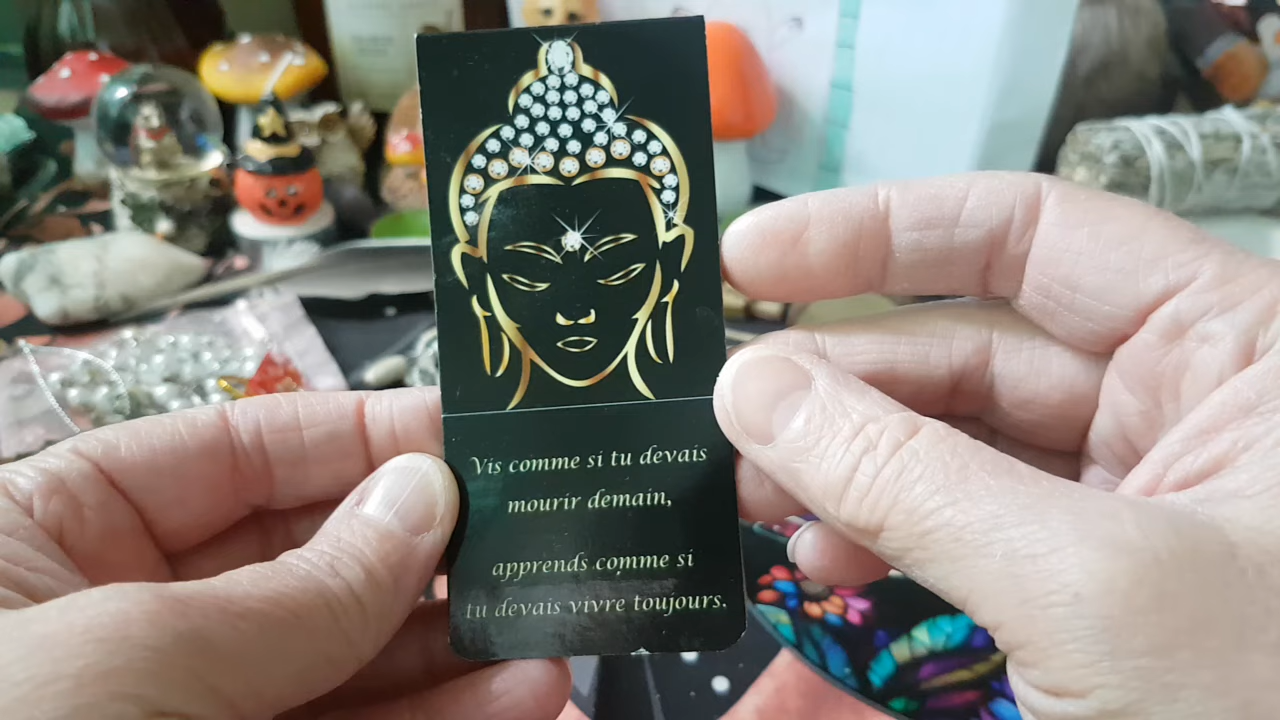 Vis comme si tu devais
mourir demain,
apprends comme si
tu devais vivre toujours.